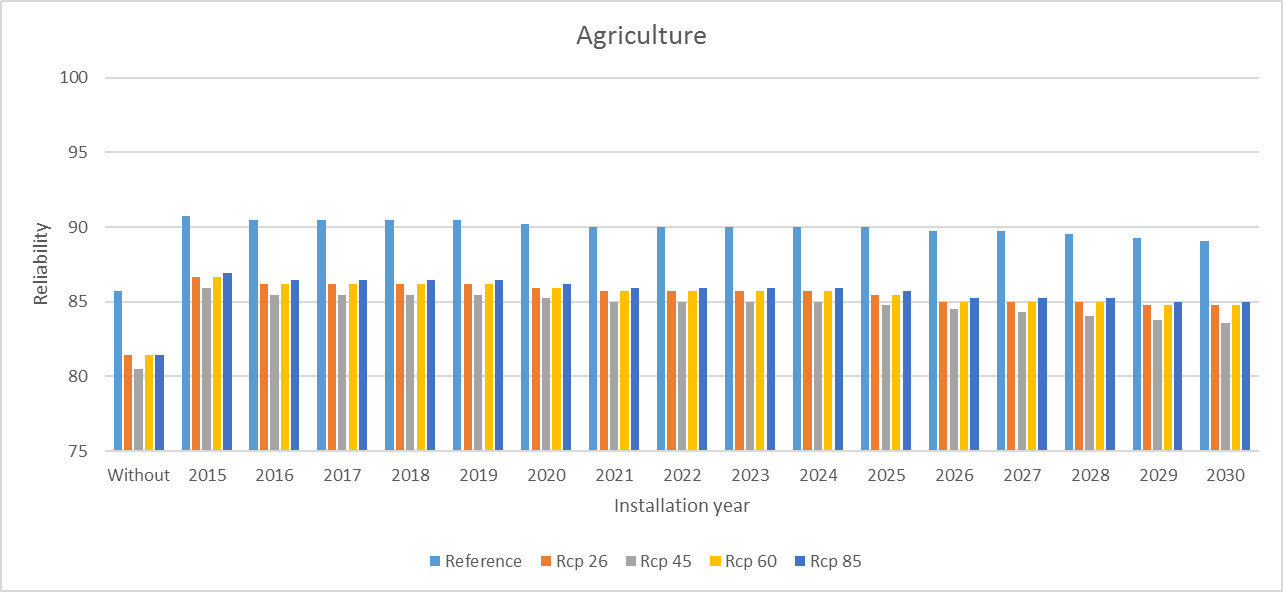 Agriculture
100
95
90
85
80
75
Reliability
Without 2015 2016 2017 2018 2019 2020 2021 2022 2023 2024 2025 2026 2027 2028 2029 2030
Installation year
Reference Rcp 26 Rcp 45 Rcp 60 Rcp 85